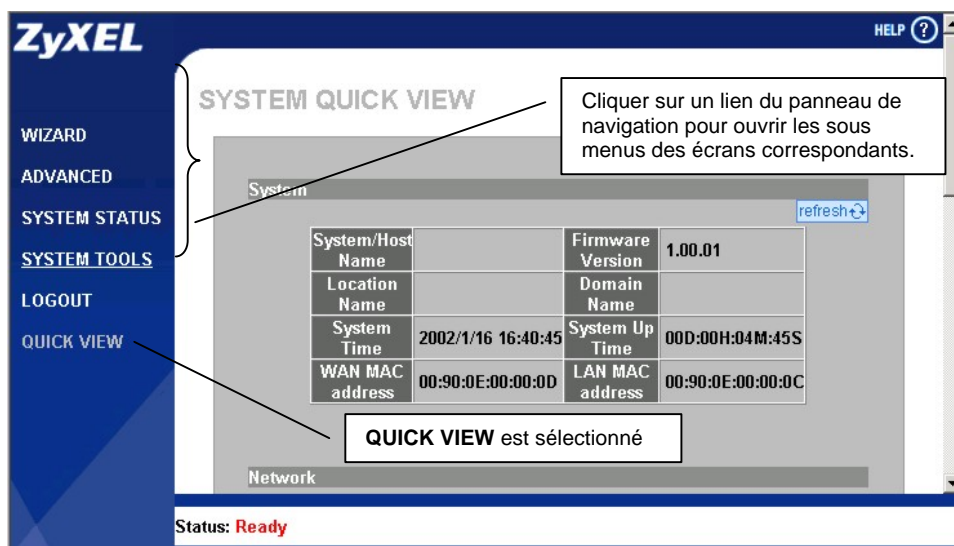 ZyXEL
HELP ?
SYSTEM QUICK VIEW
Cliquer sur un lien du panneau de
navigation pour ouvrir les sous
menus des écrans correspondants.
WIZARD
ADVANCED
SYSTEM STATUS
SYSTEM TOOLS
LOGOUT
QUICK VIEW
System
refresh
System/Host Name
Firmware Version 1.00.01
Location Name
Domain Name
System Time 2002/1/16 16:40:45
System Up Time 00D:00H:04M:45S
WAN MAC address 00:90:0E:00:00:0D
LAN MAC address 00:90:0E:00:00:0C
QUICK VIEW est sélectionné
Network
Status: Ready